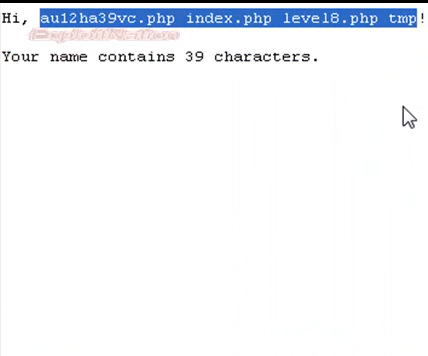 Hi, au12ha39vc.php index.php level8.php tmp!
Your name contains 39 characters.